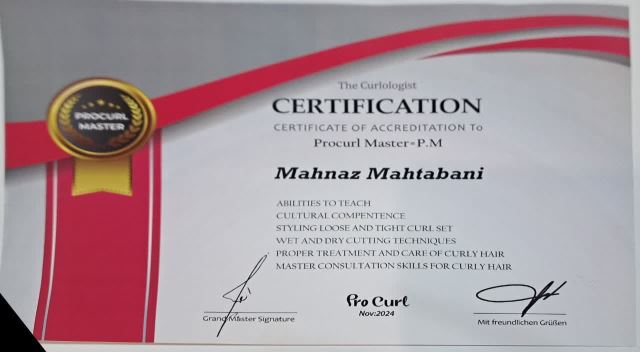 PROCURL
MASTER
The Curlologist
CERTIFICATION
CERTIFICATE OF ACCREDITATION To
Procurl Master=P.M
Mahnaz Mahtabani
ABILITIES TO TEACH
CULTURAL COMPENTENCE
STYLING LOOSE AND TIGHT CURL SET
WET AND DRY CUTTING TECHNIQUES
PROPER TREATMENT AND CARE OF CURLY HAIR
MASTER CONSULTATION SKILLS FOR CURLY HAIR
Grand Master Signature
Pro Curl
Nov:2024
Mit freundlichen Grüßen